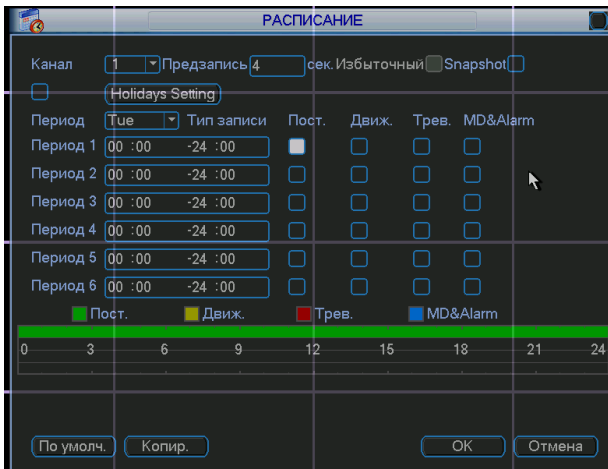 РАСПИСАНИЕ
Канал 1 Предзапись 4 сек. Избыточный Snapshot
Holidays Setting
Период Tue Тип записи Пост. Движ. Трев. MD&Alarm
Период 1 00 :00 -24 :00
Период 2 00 :00 -24 :00
Период 3 00 :00 -24 :00
Период 4 00 :00 -24 :00
Период 5 00 :00 -24 :00
Период 6 00 :00 -24 :00
Пост. Движ. Трев. MD&Alarm
0 3 6 9 12 15 18 21 24
По умолч. Копир. OK Отмена